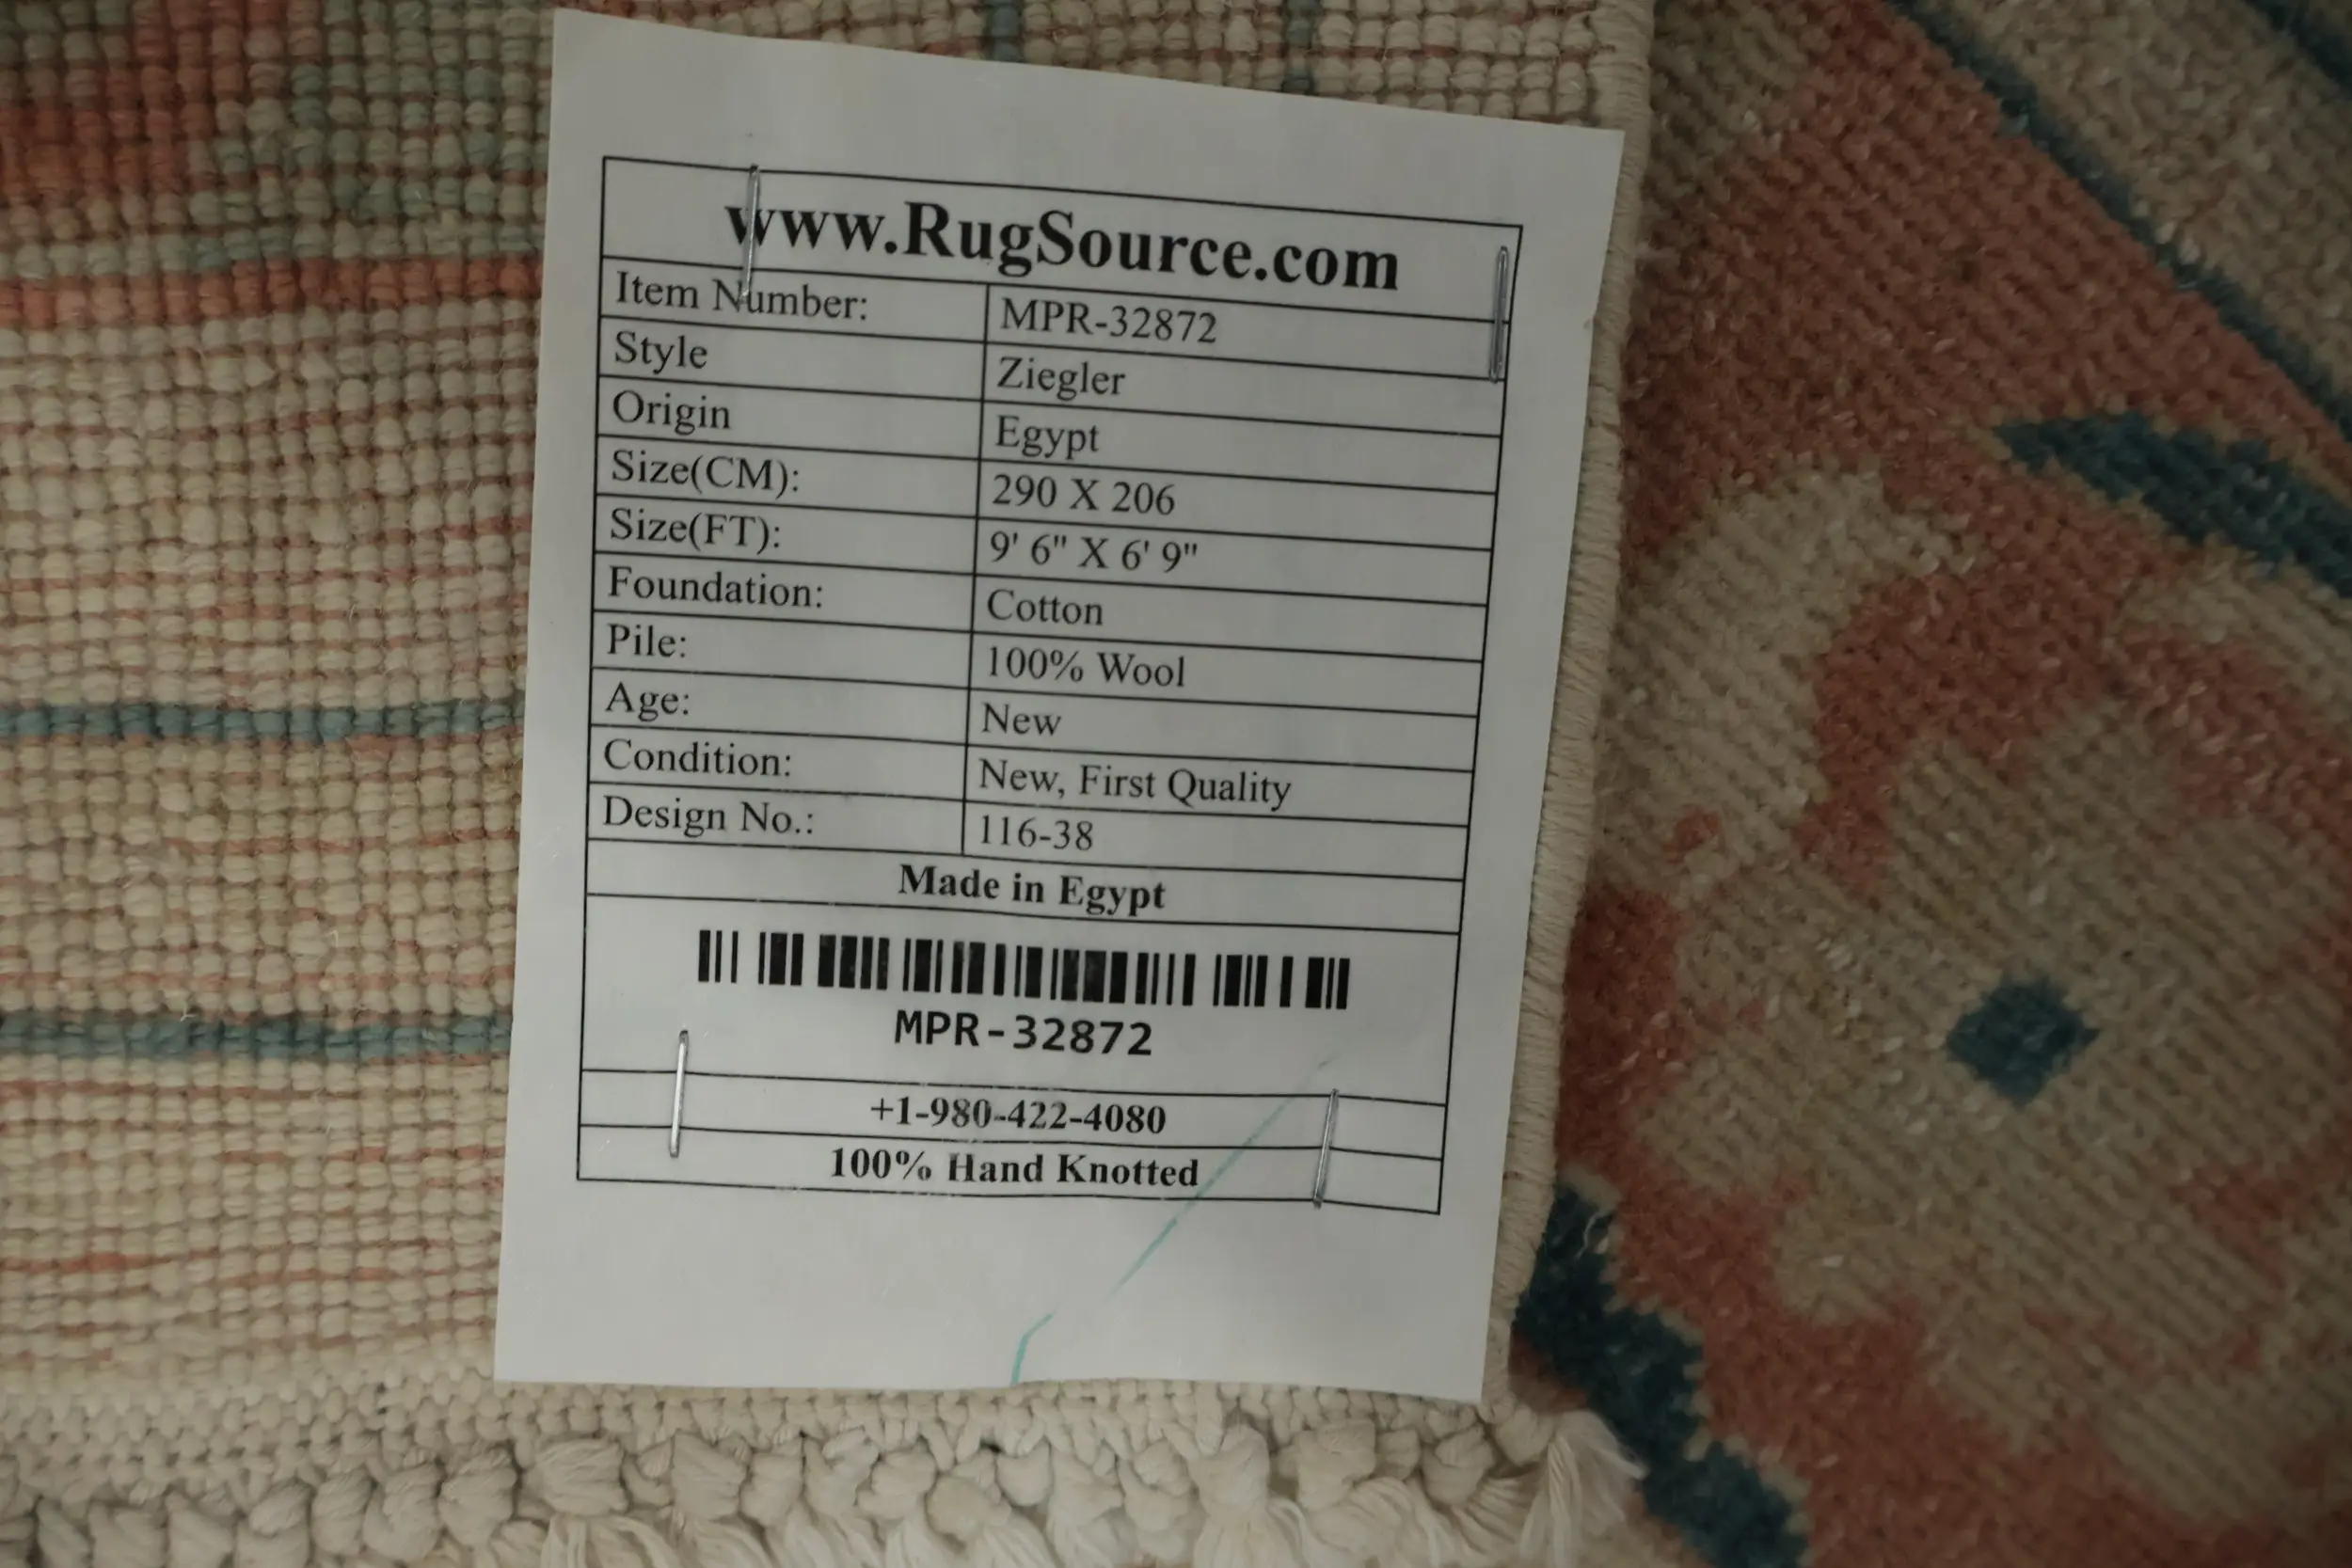 www.RugSource.com
Item Number: MPR-32872
Style Ziegler
Origin Egypt
Size(CM): 290 X 206
Size(FT): 9' 6" X 6' 9"
Foundation: Cotton
Pile: 100% Wool
Age: New
Condition: New, First Quality
Design No.: 116-38
Made in Egypt
MPR-32872
+1-980-422-4080
100% Hand Knotted